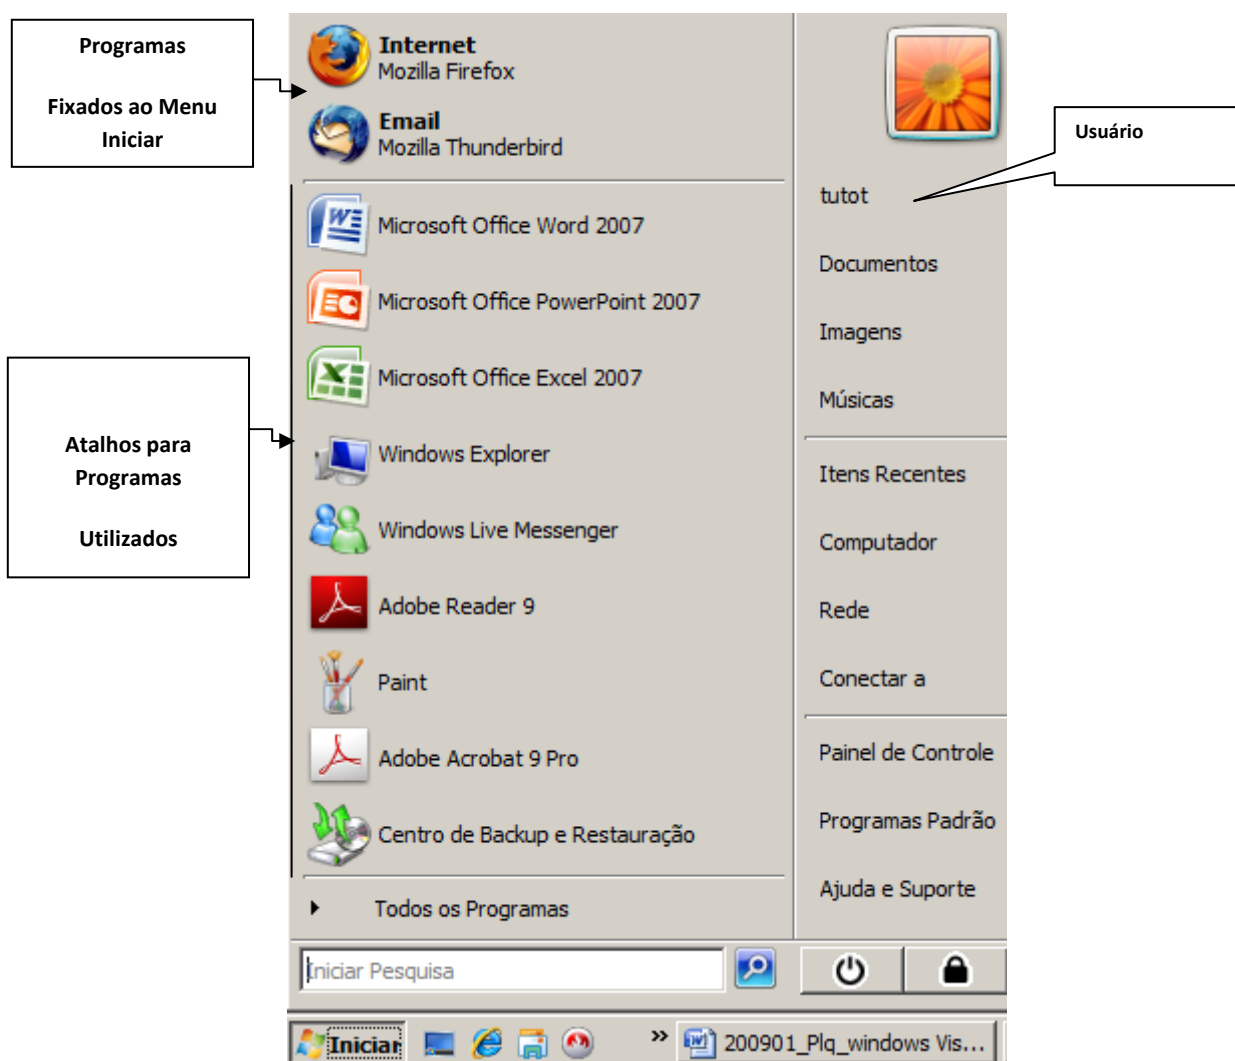 Programas
Fixados ao Menu
Iniciar
Atalhos para
Programas
Utilizados
Internet
Mozilla Firefox
Email
Mozilla Thunderbird
Microsoft Office Word 2007
Microsoft Office PowerPoint 2007
Microsoft Office Excel 2007
Windows Explorer
Windows Live Messenger
Adobe Reader 9
Paint
Adobe Acrobat 9 Pro
Centro de Backup e Restauração
Todos os Programas
Iniciar Pesquisa
Usuário
tutot
Documentos
Imagens
Músicas
Itens Recentes
Computador
Rede
Conectar a
Painel de Controle
Programas Padrão
Ajuda e Suporte
Iniciar
»
200901_Plq_windows Vis...